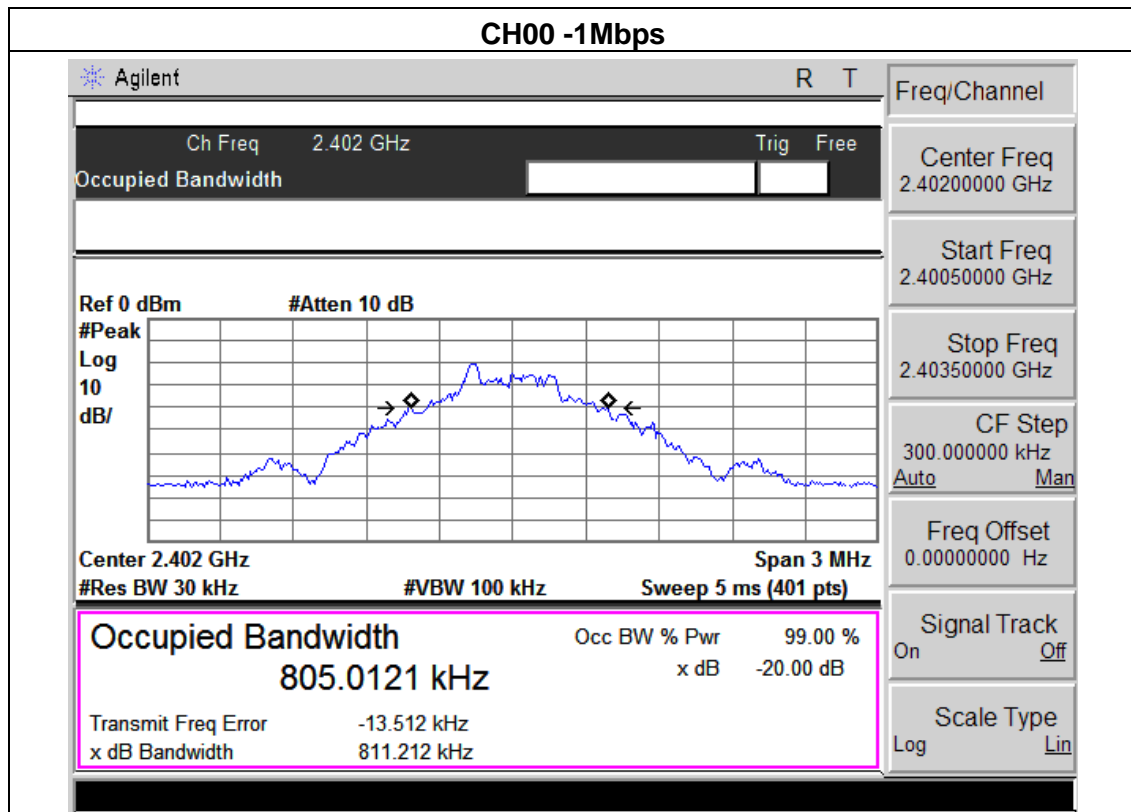 CH00 -1Mbps
Agilent R T
Ch Freq 2.402 GHz Trig Free
Occupied Bandwidth
Ref 0 dBm #Atten 10 dB
#Peak
Log
10
dB/
Center 2.402 GHz Span 3 MHz
#Res BW 30 kHz #VBW 100 kHz Sweep 5 ms (401 pts)
Occupied Bandwidth Occ BW % Pwr 99.00 %
805.0121 kHz x dB -20.00 dB
Transmit Freq Error -13.512 kHz
x dB Bandwidth 811.212 kHz
Freq/Channel
Center Freq
2.40200000 GHz
Start Freq
2.40050000 GHz
Stop Freq
2.40350000 GHz
CF Step
300.000000 kHz
Auto Man
Freq Offset
0.00000000 Hz
Signal Track
On Off
Scale Type
Log Lin